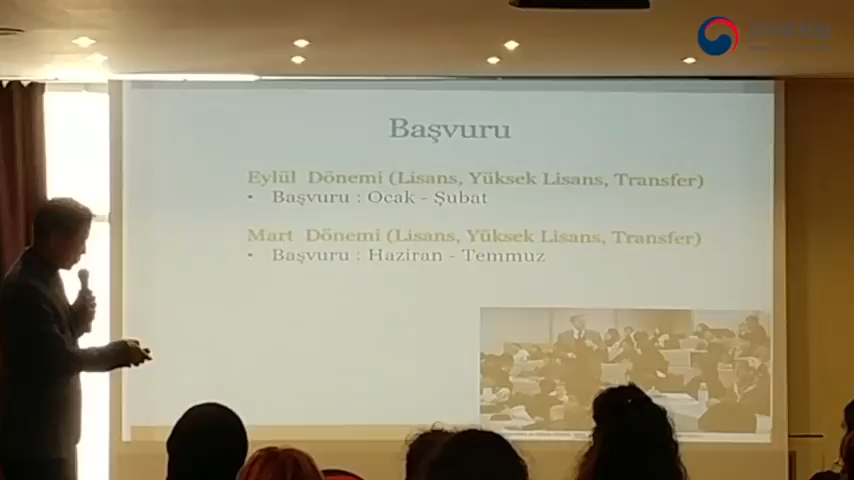 Başvuru
Eylül Dönemi (Lisans, Yüksek Lisans, Transfer)
• Başvuru : Ocak - Şubat
Mart Dönemi (Lisans, Yüksek Lisans, Transfer)
• Başvuru : Haziran - Temmuz